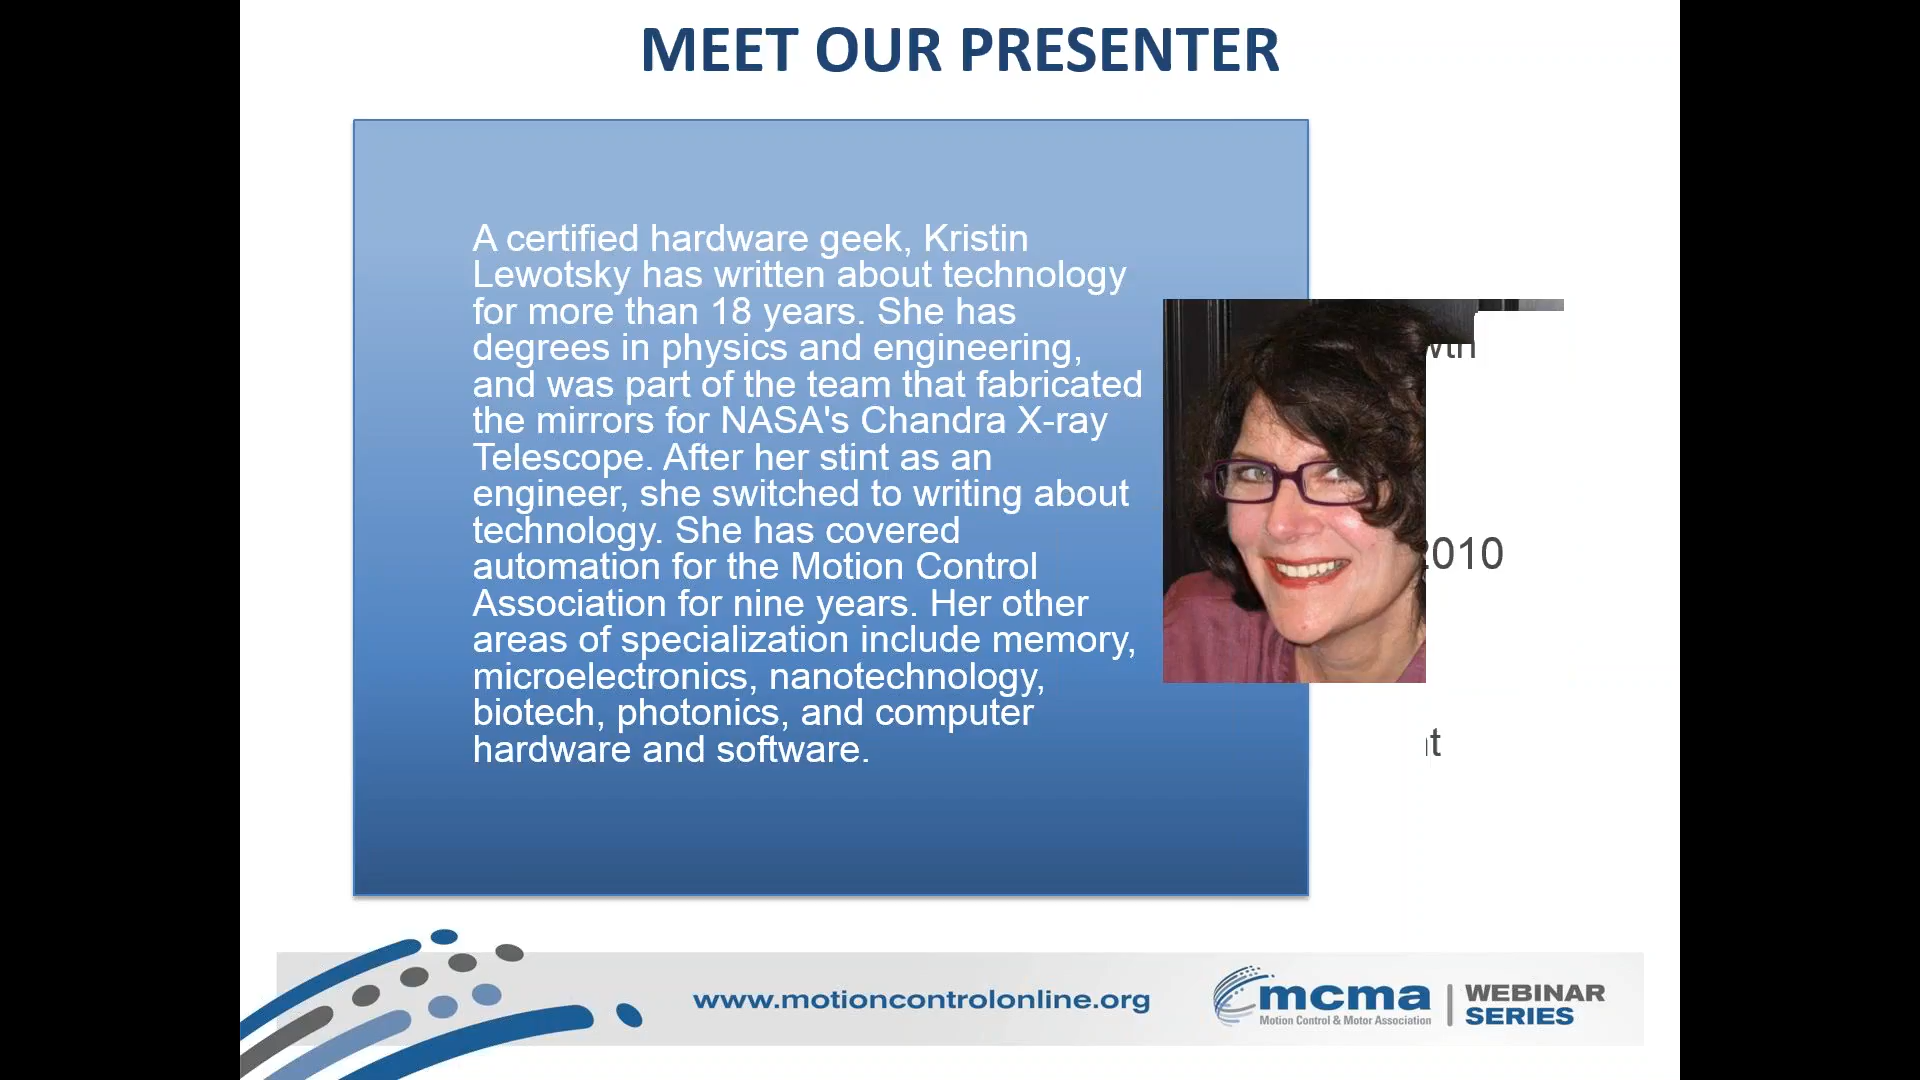 MEET OUR PRESENTER
A certified hardware geek, Kristin
Lewotsky has written about technology
for more than 18 years. She has
degrees in physics and engineering,
and was part of the team that fabricated
the mirrors for NASA's Chandra X-ray
Telescope. After her stint as an
engineer, she switched to writing about
technology. She has covered
automation for the Motion Control
Association for nine years. Her other
areas of specialization include memory,
microelectronics, nanotechnology,
biotech, photonics, and computer
hardware and software.
2010
www.motioncontrolonline.org
mcma
Motion Control & Motor Association
WEBINAR
SERIES